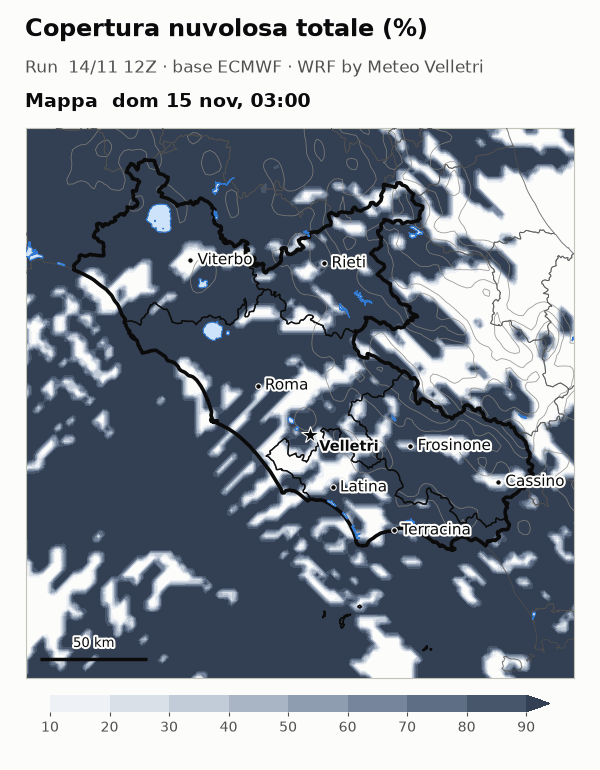 Copertura nuvolosa totale (%)
Run  14/11 12Z · base ECMWF · WRF by Meteo Velletri
Mappa  dom 15 nov, 03:00
Viterbo
Rieti
Roma
Velletri
Frosinone
Cassino
Latina
Terracina
50 km
10 20 30 40 50 60 70 80 90